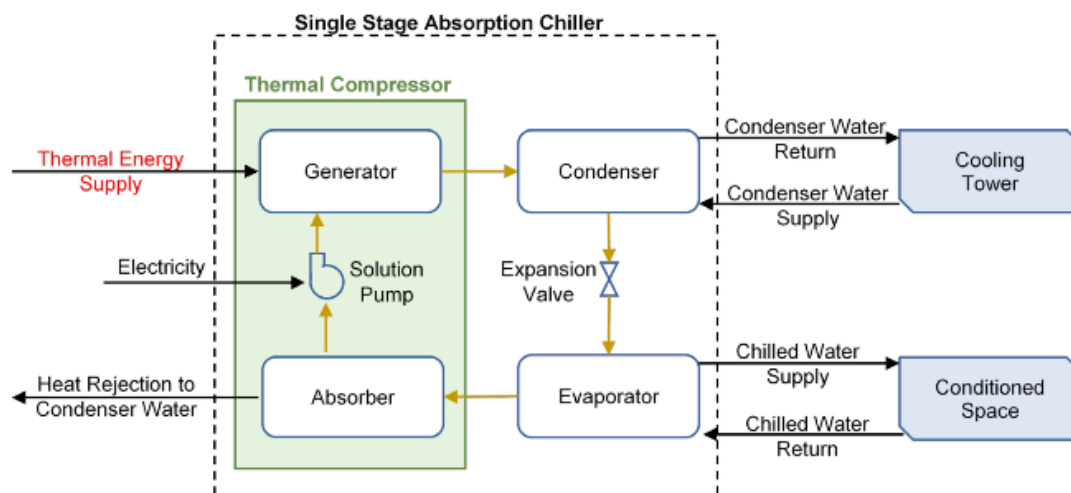 Single Stage Absorption Chiller
Thermal Compressor
Thermal Energy
Supply
Generator
Condenser
Condenser Water
Return
Condenser Water
Supply
Cooling
Tower
Electricity
Solution
Pump
Expansion
Valve
Heat Rejection to
Condenser Water
Absorber
Evaporator
Chilled Water
Supply
Chilled Water
Return
Conditioned
Space